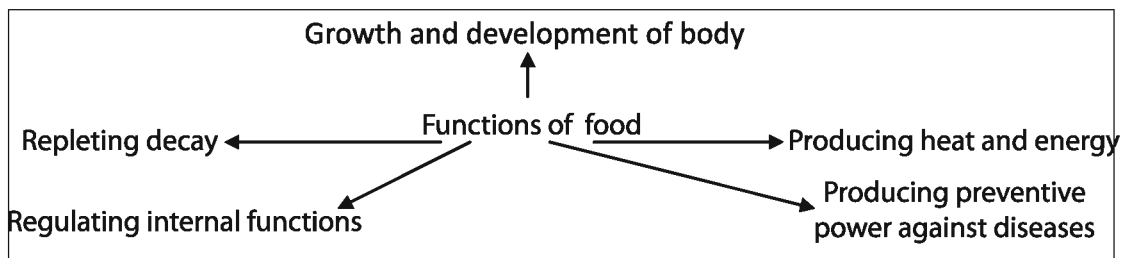 Growth and development of body
Functions of food
Repleting decay
Producing heat and energy
Regulating internal functions
Producing preventive
power against diseases